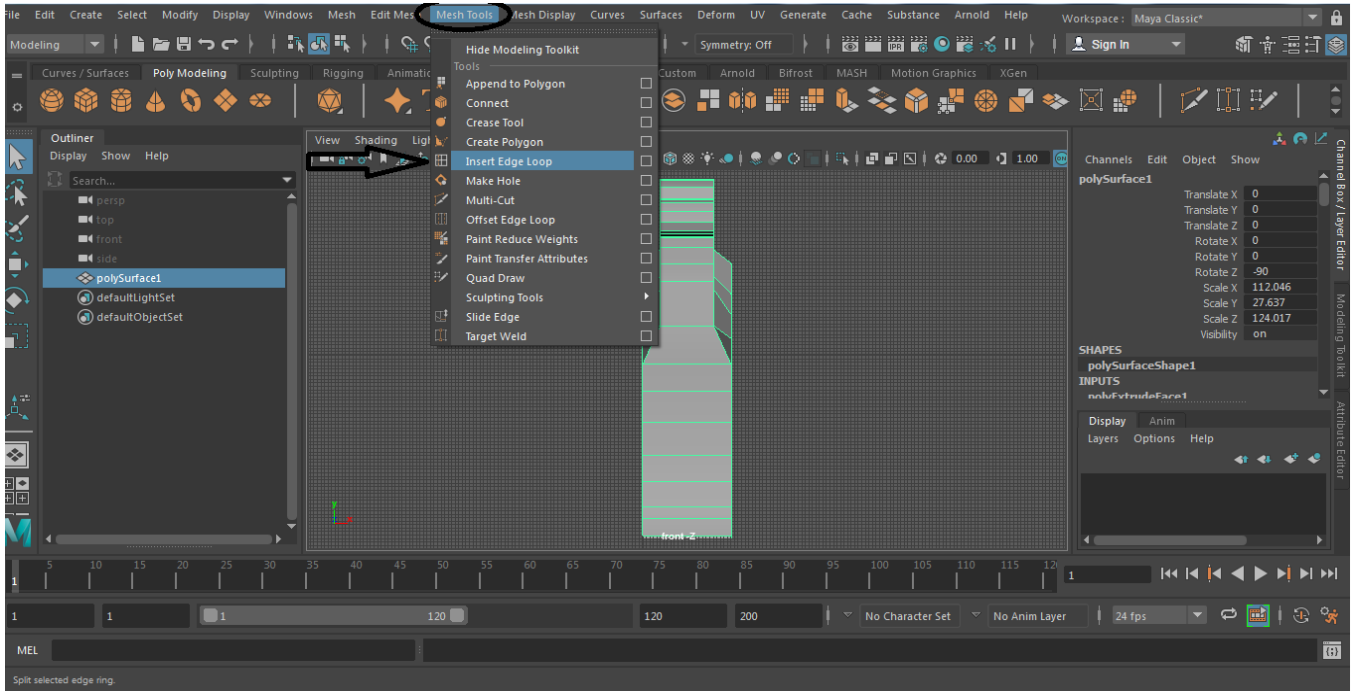 File Edit Create Select Modify Display Windows Mesh Edit Mes Mesh Tools Mesh Display Curves Surfaces Deform UV Generate Cache Substance Arnold Help Workspace: Maya Classic*
Modeling Symmetry: Off Sign In
Curves / Surfaces Poly Modeling Sculpting Rigging Animatic Custom Arnold Bifrost MASH Motion Graphics XGen
Hide Modeling Toolkit
Tools
Append to Polygon
Connect
Crease Tool
Create Polygon
Insert Edge Loop
Make Hole
Multi-Cut
Offset Edge Loop
Paint Reduce Weights
Paint Transfer Attributes
Quad Draw
Sculpting Tools
Slide Edge
Target Weld
Outliner
Display Show Help
Search...
persp
top
front
side
polySurface1
defaultLightSet
defaultObjectSet
View Shading Ligh
0.00 1.00
IPR
front -Z
y
Channels Edit Object Show
polySurface1
Translate X 0
Translate Y 0
Translate Z 0
Rotate X 0
Rotate Y 0
Rotate Z -90
Scale X 112.046
Scale Y 27.637
Scale Z 124.017
Visibility on
SHAPES
polySurfaceShape1
INPUTS
polyExtrudeFace1
Display Anim
Layers Options Help
Channel Box / Layer Editor
Modeling Toolkit
Attribute Editor
5 10 15 20 25 30 35 40 45 50 55 60 65 70 75 80 85 90 95 100 105 110 115 12
1 1
1 1 1 120 120 200 No Character Set No Anim Layer 24 fps
MEL
Split selected edge ring.